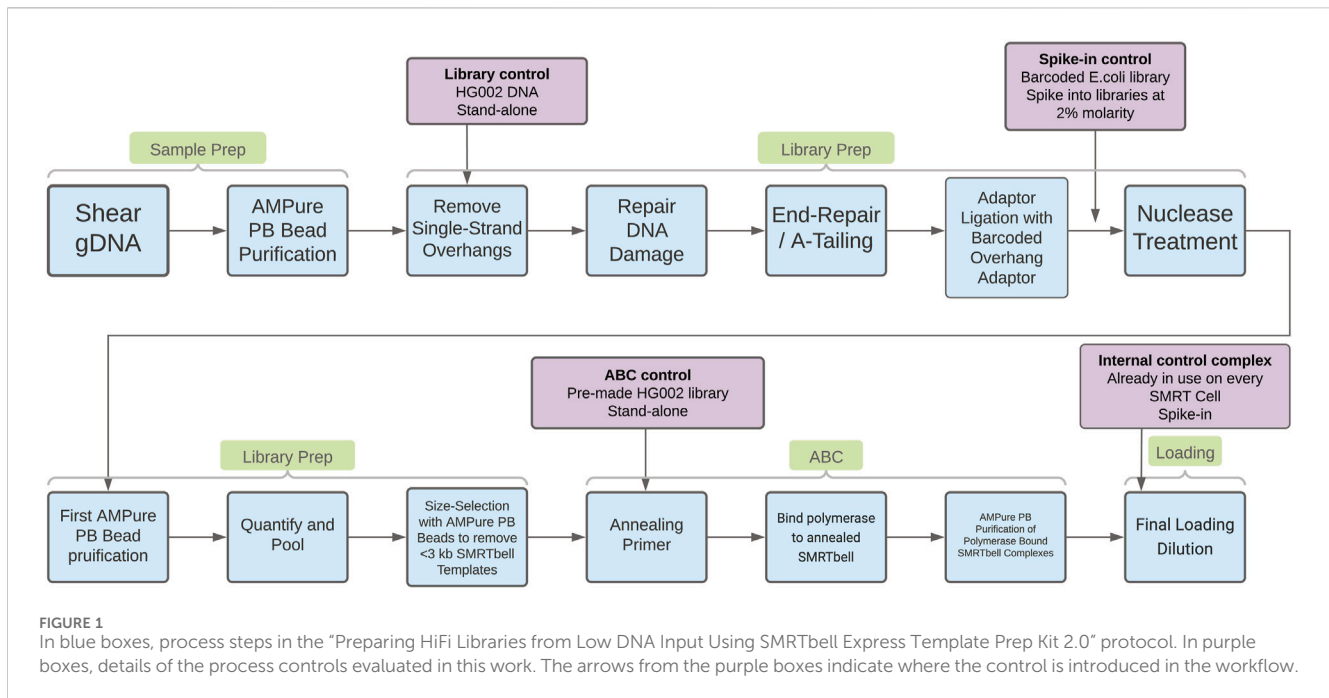 Library control
HG002 DNA
Stand-alone
Spike-in control
Barcoded E.coli library
Spike into libraries at
2% molarity
Sample Prep
Library Prep
Shear
gDNA
AMPure
PB Bead
Purification
Remove
Single-Strand
Overhangs
Repair
DNA
Damage
End-Repair
/ A-Tailing
Adaptor
Ligation with
Barcoded
Overhang
Adaptor
Nuclease
Treatment
ABC control
Pre-made HG002 library
Stand-alone
Internal control complex
Already in use on every
SMRT Cell
Spike-in
Library Prep
ABC
Loading
First AMPure
PB Bead
pruification
Quantify and
Pool
Size-Selection
with AMPure PB
Beads to remove
<3 kb SMRTbell
Templates
Annealing
Primer
Bind polymerase
to annealed
SMRTbell
AMPure PB
Purification of
Polymerase Bound
SMRTbell Complexes
Final Loading
Dilution
FIGURE 1
In blue boxes, process steps in the “Preparing HiFi Libraries from Low DNA Input Using SMRTbell Express Template Prep Kit 2.0” protocol. In purple
boxes, details of the process controls evaluated in this work. The arrows from the purple boxes indicate where the control is introduced in the workflow.